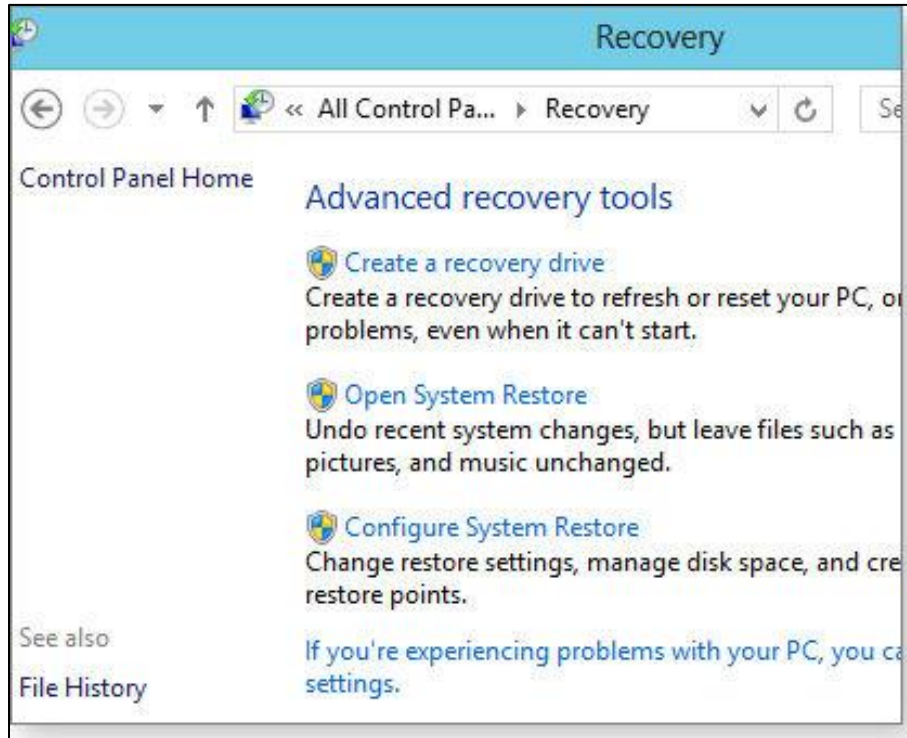 Recovery
« All Control Pa... Recovery
Control Panel Home
Advanced recovery tools
Create a recovery drive
Create a recovery drive to refresh or reset your PC,
problems, even when it can't start.
Open System Restore
Undo recent system changes, but leave files such as
pictures, and music unchanged.
Configure System Restore
Change restore settings, manage disk space, and
restore points.
See also
If you're experiencing problems with your PC, you
File History
settings.